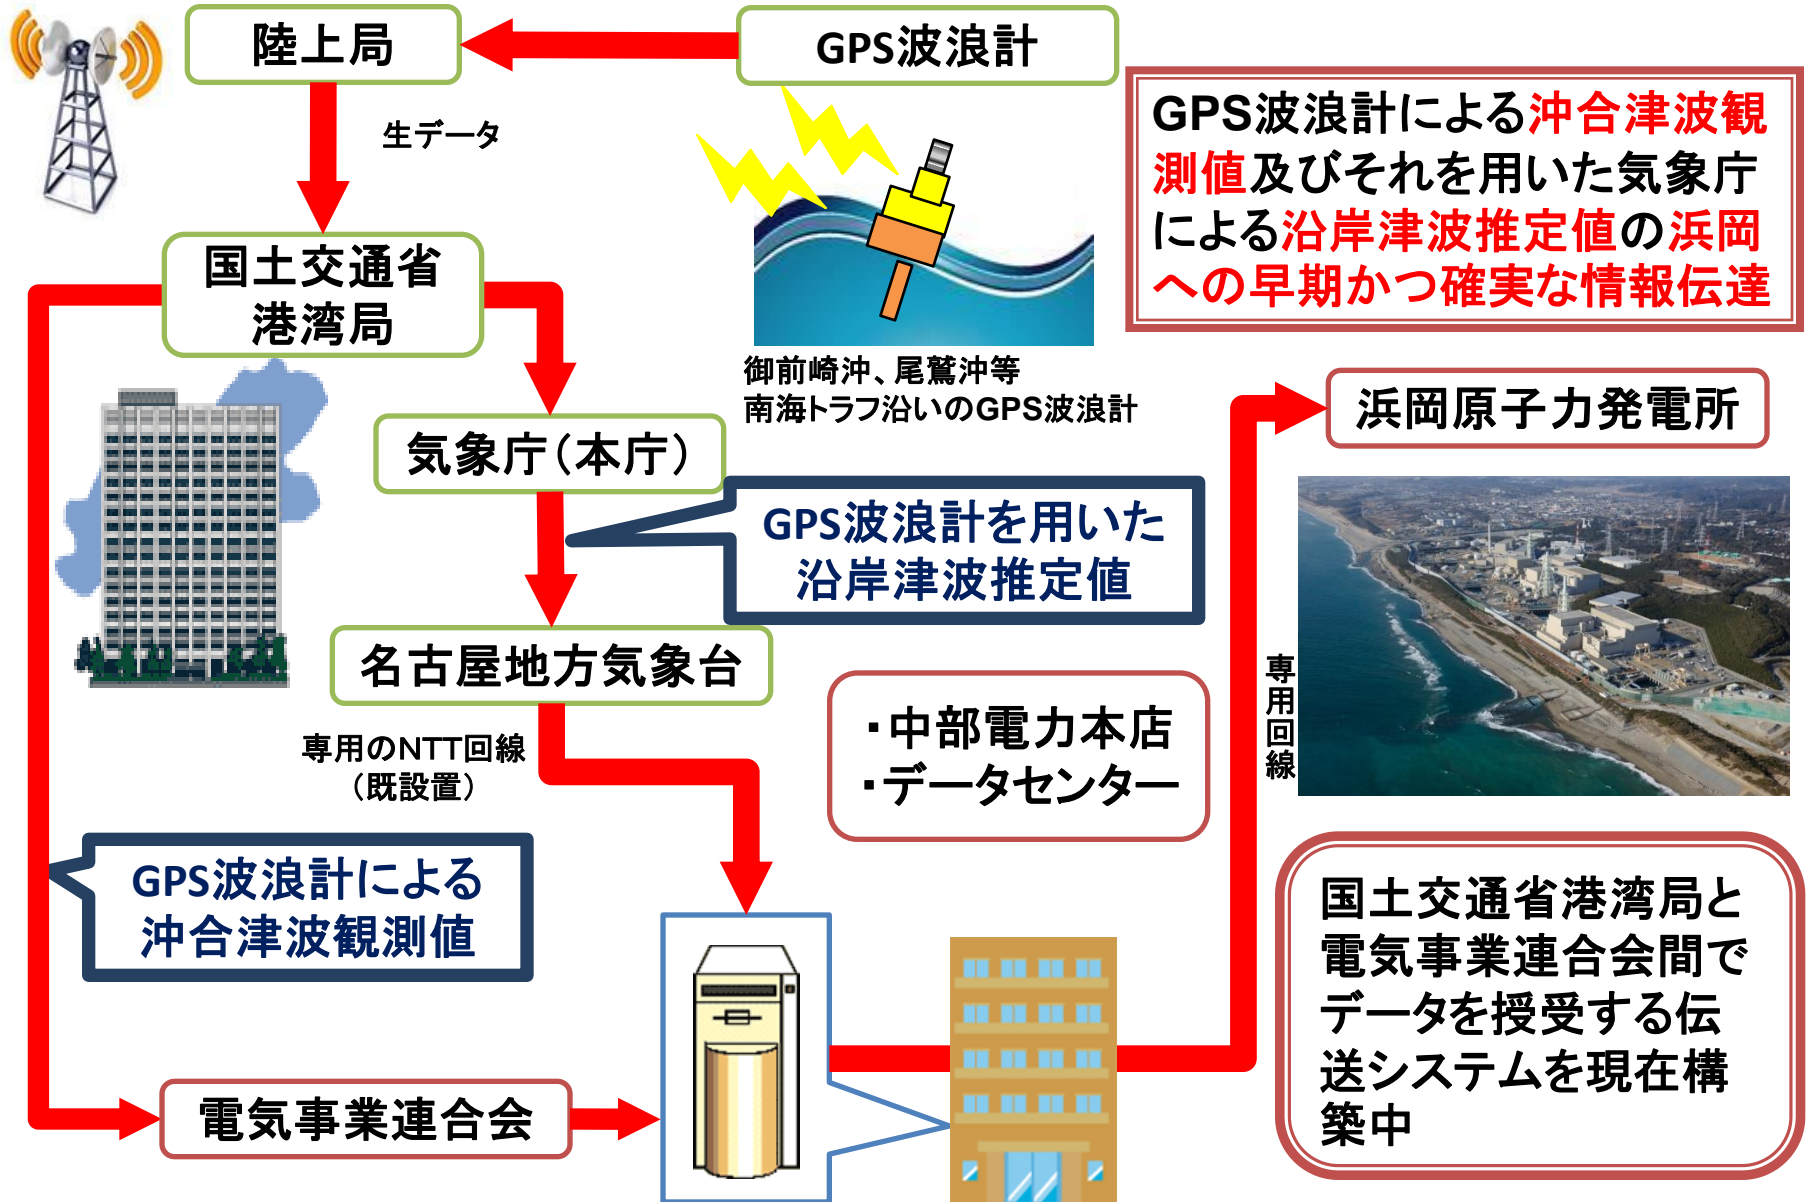 陸上局
GPS波浪計
生データ
GPS波浪計による沖合津波観
測値及びそれを用いた気象庁
による沿岸津波推定値の浜岡
への早期かつ確実な情報伝達
国土交通省
港湾局
御前崎沖、尾鷲沖等
南海トラフ沿いのGPS波浪計
浜岡原子力発電所
気象庁(本庁)
GPS波浪計を用いた
沿岸津波推定値
名古屋地方気象台
専用回線
・中部電力本店
・データセンター
専用のNTT回線
(既設置)
GPS波浪計による
沖合津波観測値
国土交通省港湾局と
電気事業連合会間で
データを授受する伝
送システムを現在構
築中
電気事業連合会